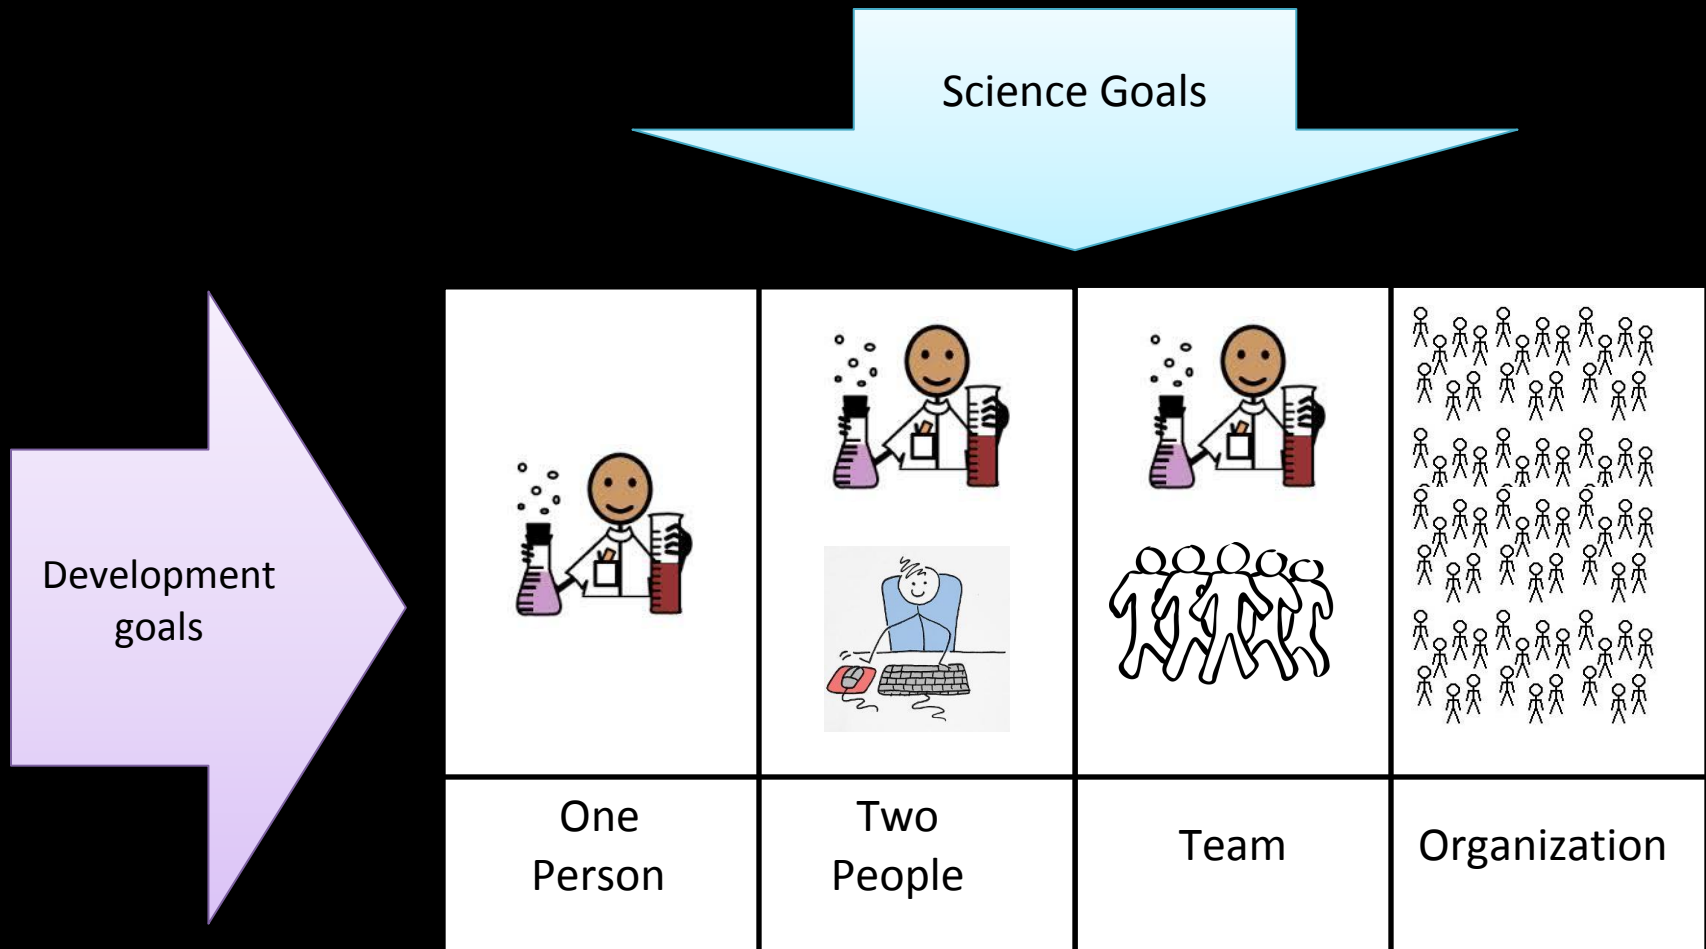 Science Goals
Development
goals
One
Person
Two
People
Team
Organization